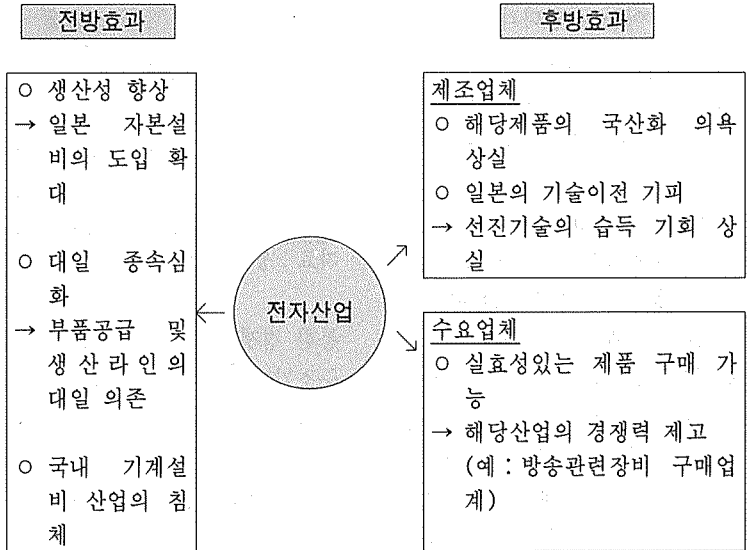 전방효과
○ 생산성 향상
→ 일본 자본설
비의 도입 확
대
○ 대일 종속심
화
→ 부품공급 및
생산라인의
대일 의존
○ 국내 기계설
비 산업의 침
체
전자산업
후방효과
제조업체
○ 해당제품의 국산화 의욕
상실
○ 일본의 기술이전 기피
→ 선진기술의 습득 기회 상
실
수요업체
○ 실효성있는 제품 구매 가
능
→ 해당산업의 경쟁력 제고
(예 : 방송관련장비 구매업
계)